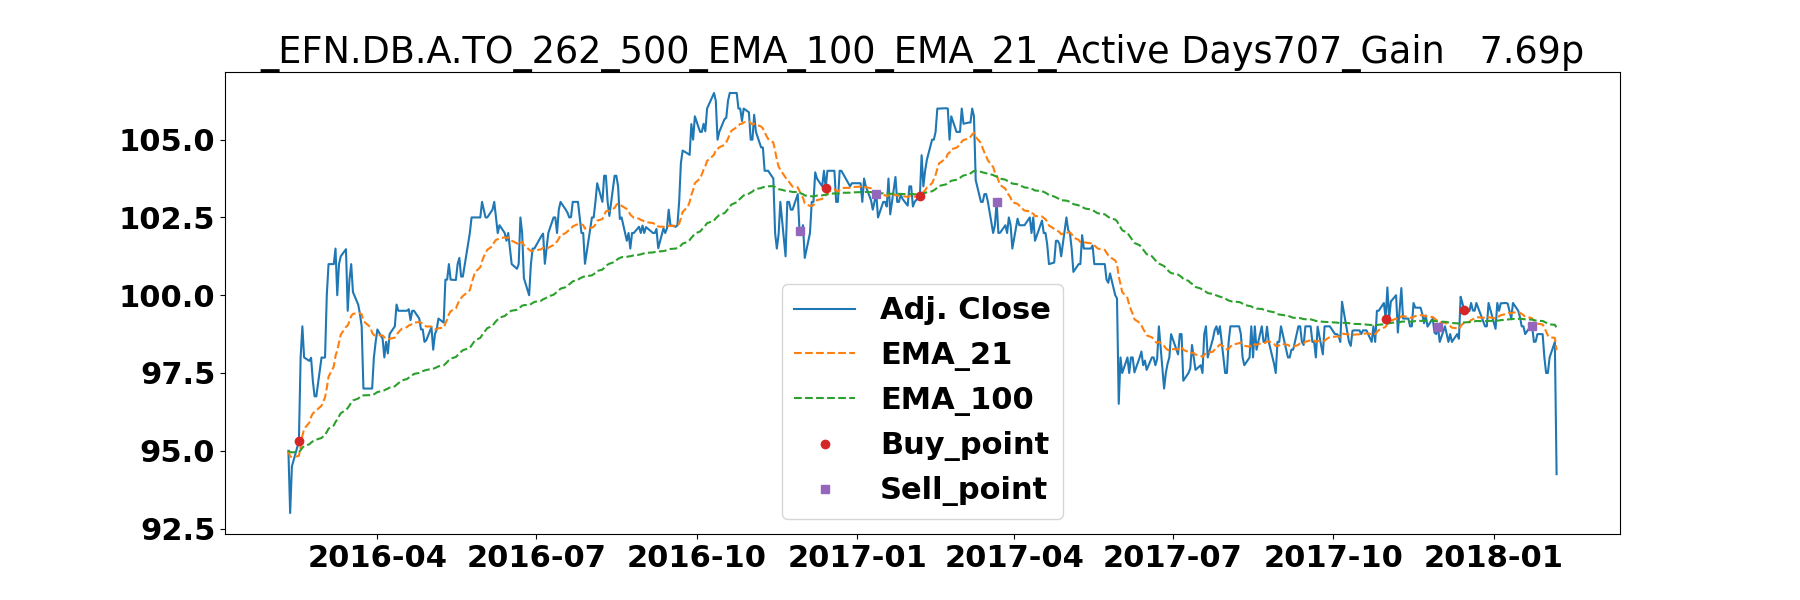 _EFN.DB.A.TO_262_500_EMA_100_EMA_21_Active Days707_Gain   7.69p
105.0
102.5
100.0
97.5
95.0
92.5
Adj. Close
EMA_21
EMA_100
Buy_point
Sell_point
2016-04 2016-07 2016-10 2017-01 2017-04 2017-07 2017-10 2018-01